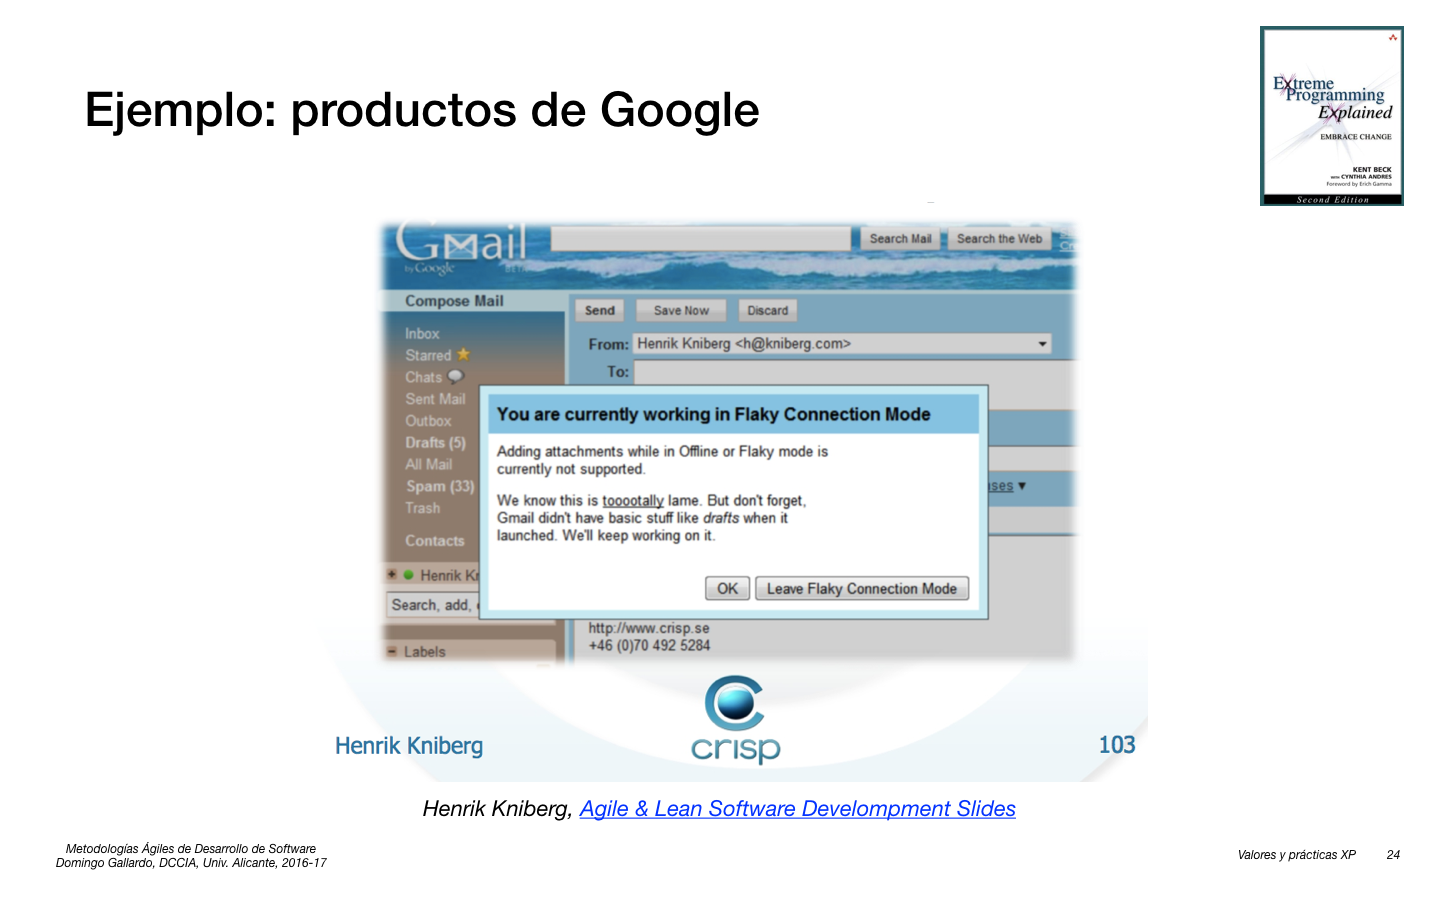 Ejemplo: productos de Google
Extreme
Programming
Explained
EMBRACE CHANGE
KENT BECK
WITH CYNTHIA ANDRES
Foreword by Erich Gamma
Second Edition
Gmail
by Google
BETA
Search Mail
Search the Web
Compose Mail
Inbox
Starred
Chats
Sent Mail
Outbox
Drafts (5)
All Mail
Spam (33)
Trash
Contacts
Henrik
Search, add,
Labels
Send
Save Now
Discard
From: Henrik Kniberg <h@kniberg.com>
To:
You are currently working in Flaky Connection Mode
Adding attachments while in Offline or Flaky mode is
currently not supported.
We know this is tooootally lame. But don't forget,
Gmail didn't have basic stuff like drafts when it
launched. We'll keep working on it.
OK
Leave Flaky Connection Mode
http://www.crisp.se
+46 (0)70 492 5284
Henrik Kniberg
crisp
103
Henrik Kniberg, Agile & Lean Software Develompment Slides
Metodologías Ágiles de Desarrollo de Software
Domingo Gallardo, DCCIA, Univ. Alicante, 2016-17
Valores y prácticas XP
24